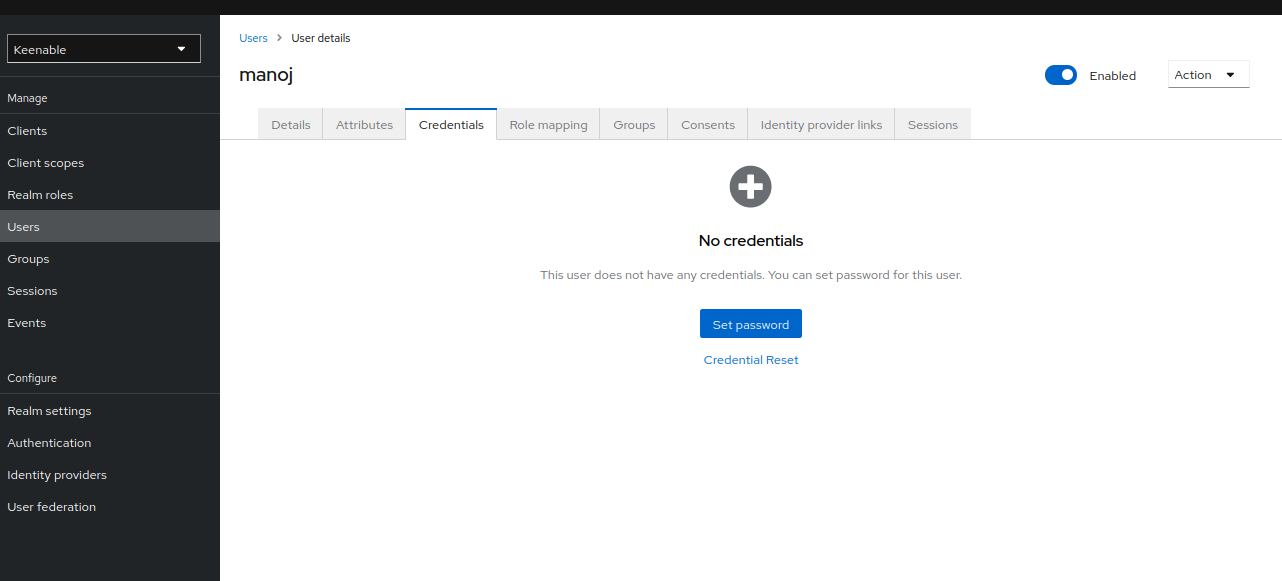 Keenable
Manage
Clients
Client scopes
Realm roles
Users
Groups
Sessions
Events
Configure
Realm settings
Authentication
Identity providers
User federation
Users > User details
manoj
Enabled
Action
Details Attributes Credentials Role mapping Groups Consents Identity provider links Sessions
No credentials
This user does not have any credentials. You can set password for this user.
Set password
Credential Reset